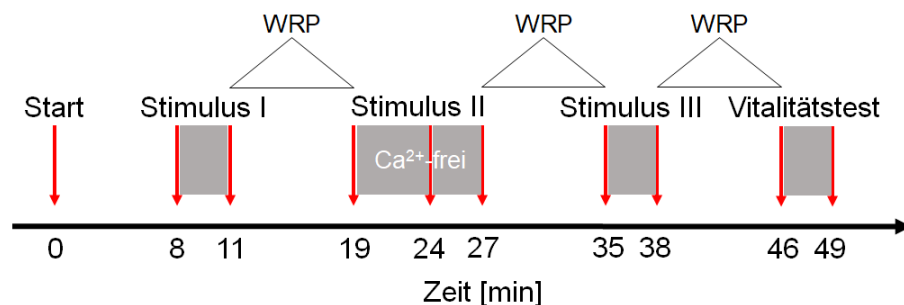 WRP WRP WRP
Start Stimulus I Stimulus II Stimulus III Vitalitätstest
Ca²⁺-frei
0 8 11 19 24 27 35 38 46 49
Zeit [min]